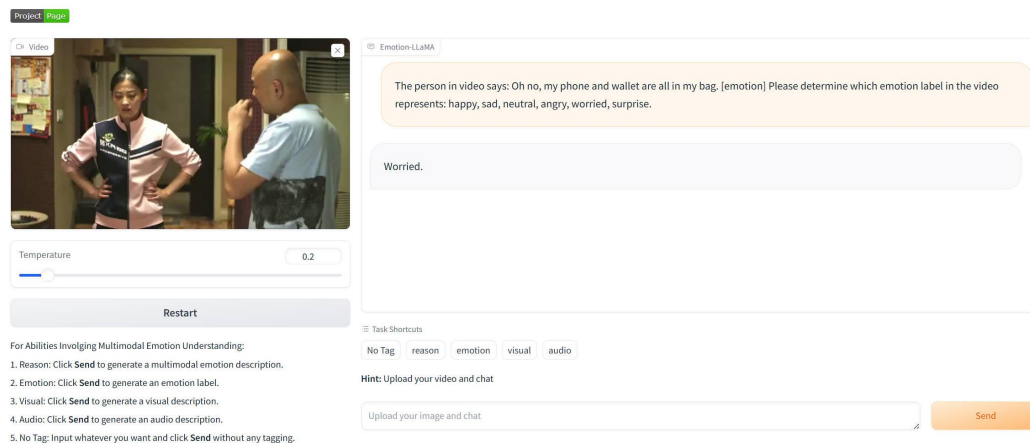 Project Page
Video
Emotion-LLaMA
The person in video says: Oh no, my phone and wallet are all in my bag. [emotion] Please determine which emotion label in the video
represents: happy, sad, neutral, angry, worried, surprise.
Worried.
Temperature
0.2
Restart
For Abilities Involging Multimodal Emotion Understanding:
1. Reason: Click Send to generate a multimodal emotion description.
2. Emotion: Click Send to generate an emotion label.
3. Visual: Click Send to generate a visual description.
4. Audio: Click Send to generate an audio description.
5. No Tag: Input whatever you want and click Send without any tagging.
Task Shortcuts
No Tag reason emotion visual audio
Hint: Upload your video and chat
Upload your image and chat
Send